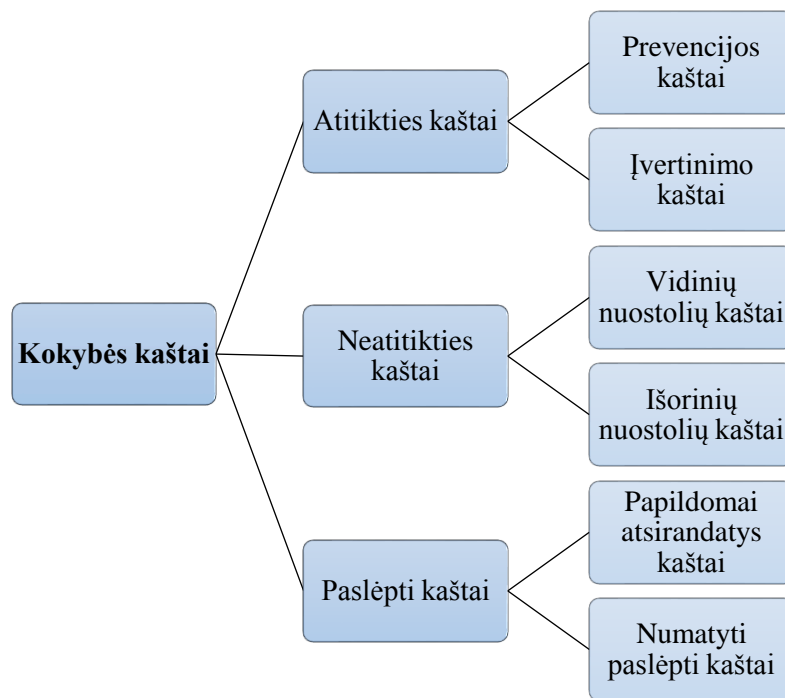 Kokybės kaštai
Atitikties kaštai
Prevencijos
kaštai
Įvertinimo
kaštai
Neatitikties
kaštai
Vidinių
nuostolių kaštai
Išorinių
nuostolių kaštai
Paslėpti kaštai
Papildomai
atsirandatys
kaštai
Numatyti
paslėpti kaštai